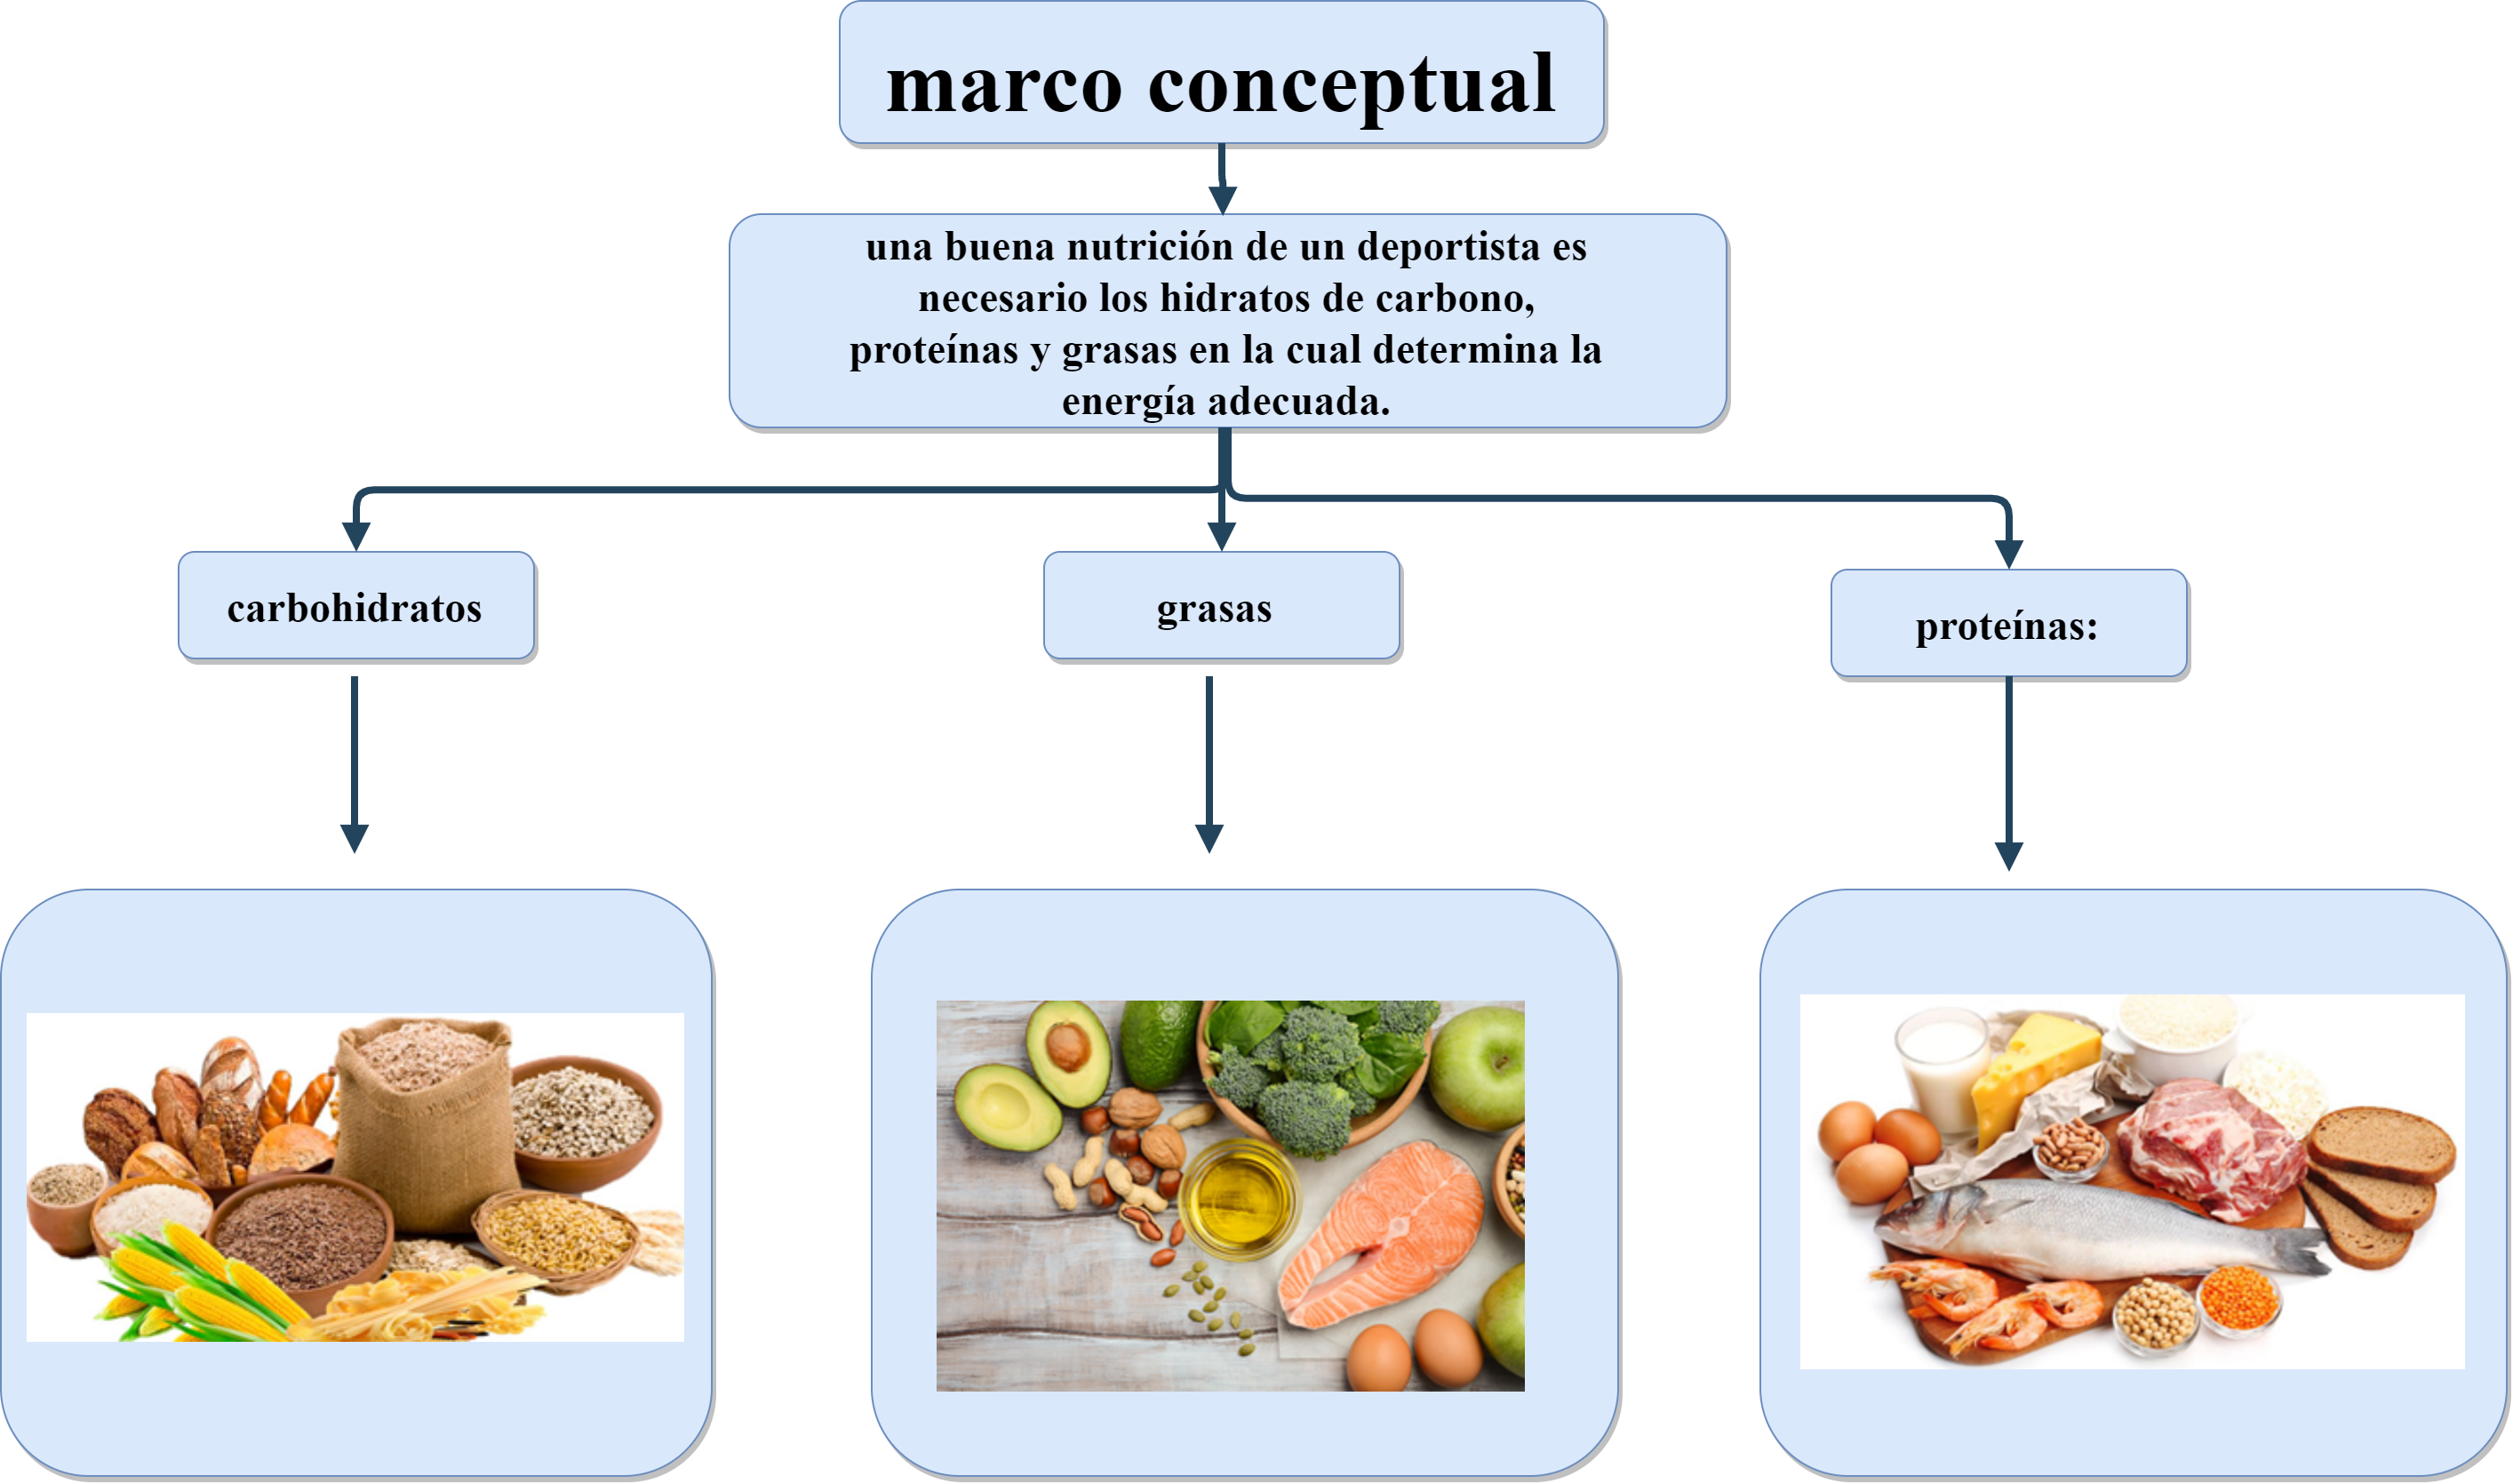 marco conceptual
una buena nutrición de un deportista es
necesario los hidratos de carbono,
proteínas y grasas en la cual determina la
energía adecuada.
carbohidratos
grasas
proteínas: